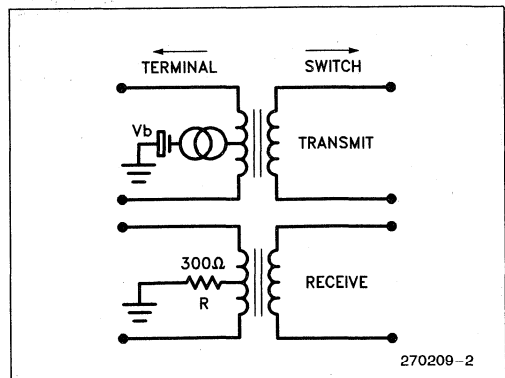 TERMINAL SWITCH
Vb
TRANSMIT
300Ω
R
RECEIVE
270209-2